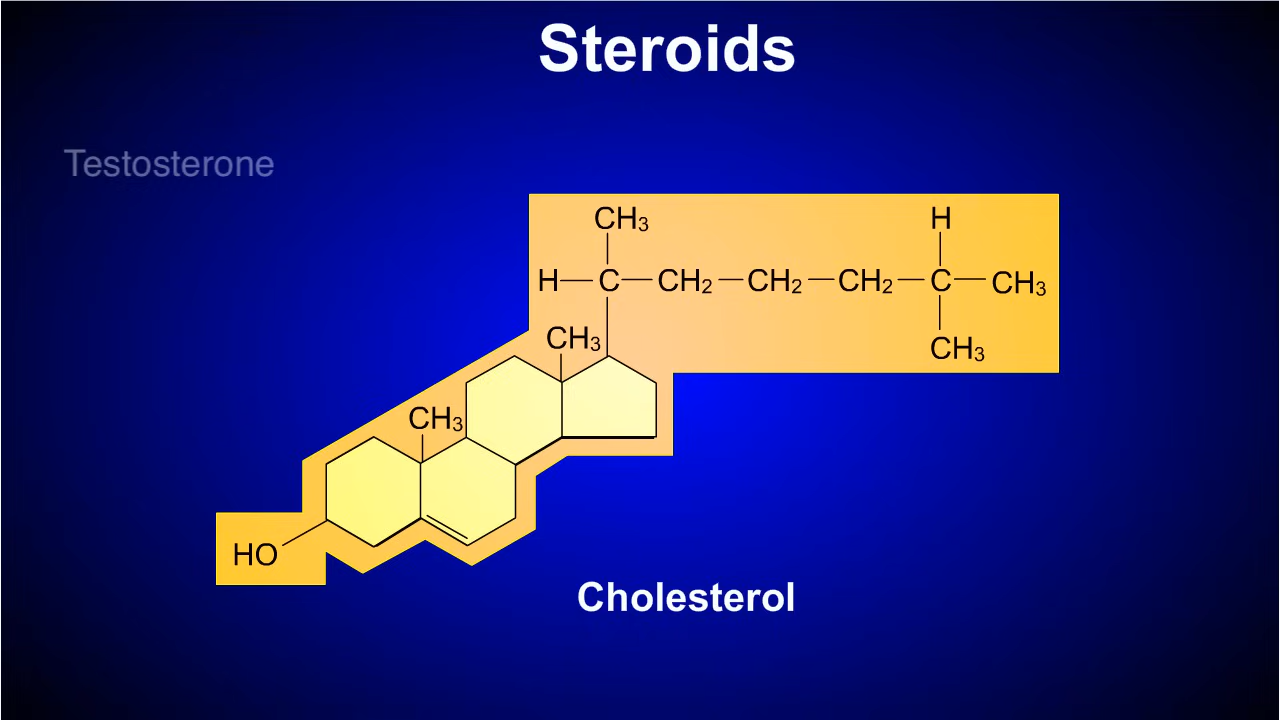 Steroids
Testosterone
CH₃
H
H—C—CH₂—CH₂—CH₂—C—CH₃
CH₃
CH₃
CH₃
HO
Cholesterol